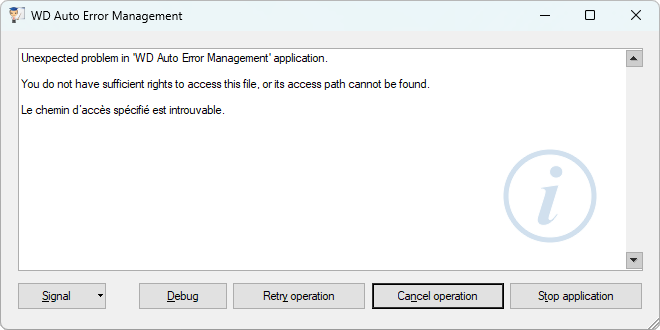 WD Auto Error Management
Unexpected problem in 'WD Auto Error Management' application.
You do not have sufficient rights to access this file, or its access path cannot be found.
Le chemin d'accès spécifié est introuvable.
Signal Debug Retry operation Cancel operation Stop application